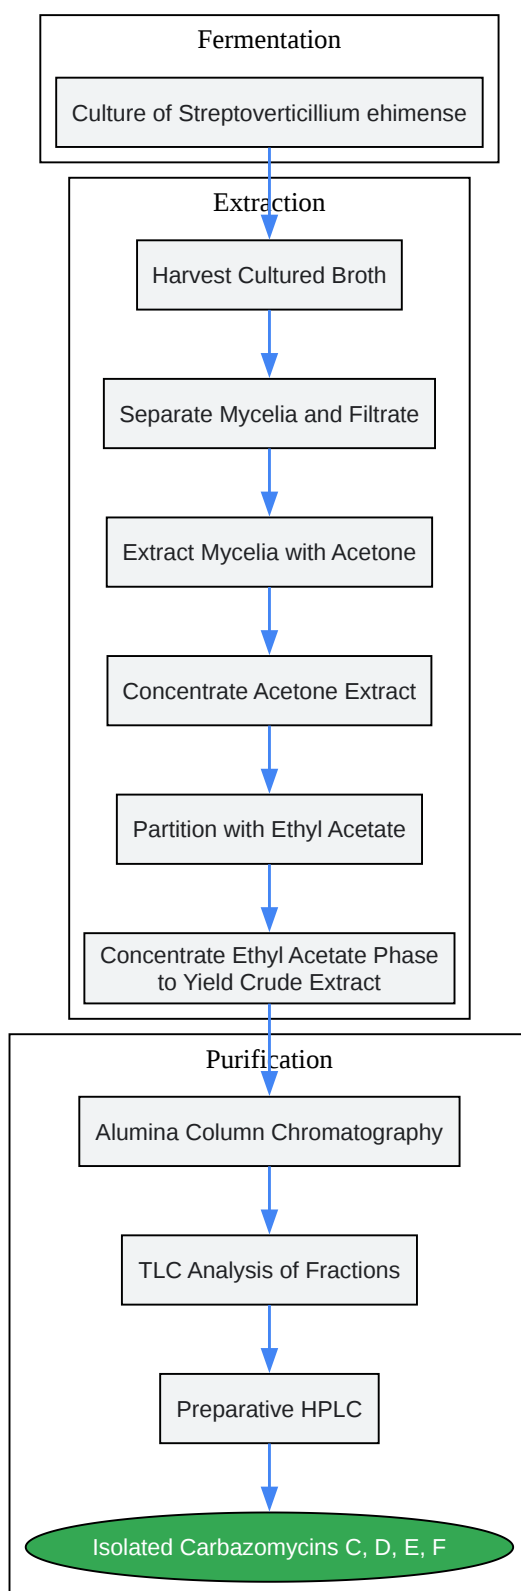 Fermentation
Culture of Streptoverticillium ehimense
Extraction
Harvest Cultured Broth
Separate Mycelia and Filtrate
Extract Mycelia with Acetone
Concentrate Acetone Extract
Partition with Ethyl Acetate
Concentrate Ethyl Acetate Phase
to Yield Crude Extract
Purification
Alumina Column Chromatography
TLC Analysis of Fractions
Preparative HPLC
Isolated Carbazomycins C, D, E, F